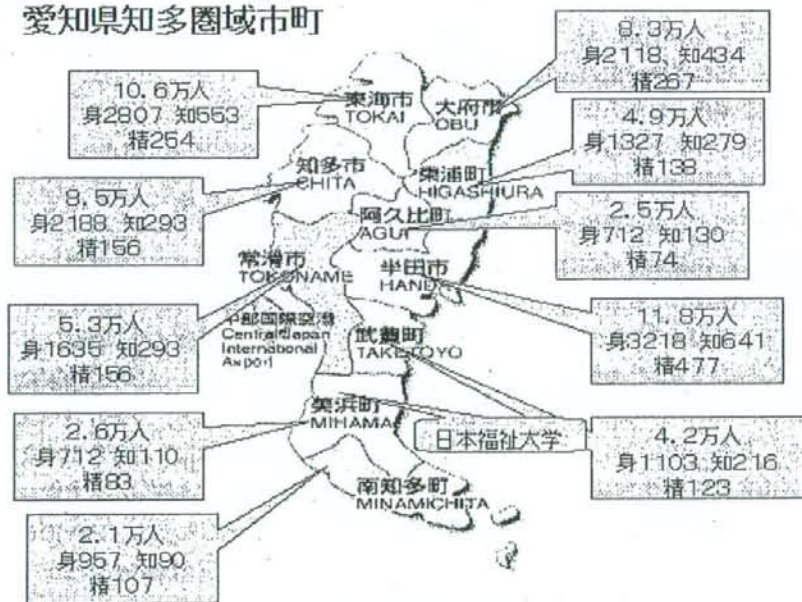 愛知県知多圏域市町
8.3万人
身2118 知434
精267
10.6万人
身2807 知553
精254
東海市
TOKAI
大府市
OBU
4.9万人
身1327 知279
精138
知多市
CHITA
東浦町
HIGASHIURA
8.5万人
身2188 知293
精156
阿久比町
AGUI
2.5万人
身712 知130
精74
常滑市
TOKONAME
半田市
HAND
中部国際空港
Central Japan
International
Airport
5.3万人
身1635 知293
精156
武豊町
TAKETOYO
11.8万人
身3218 知641
精477
美浜町
MIHAMA
日本福祉大学
2.6万人
身712 知110
精83
4.2万人
身1103 知216
精123
南知多町
MINAMICHITA
2.1万人
身957 知90
精107